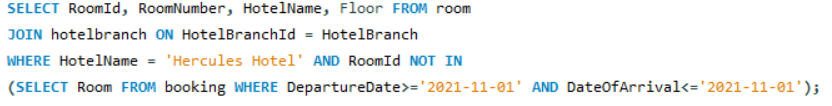 SELECT RoomId, RoomNumber, HotelName, Floor FROM room
JOIN hotelbranch ON HotelBranchId = HotelBranch
WHERE HotelName = 'Hercules Hotel' AND RoomId NOT IN
(SELECT Room FROM booking WHERE DepartureDate>='2021-11-01' AND DateOfArrival<='2021-11-01');